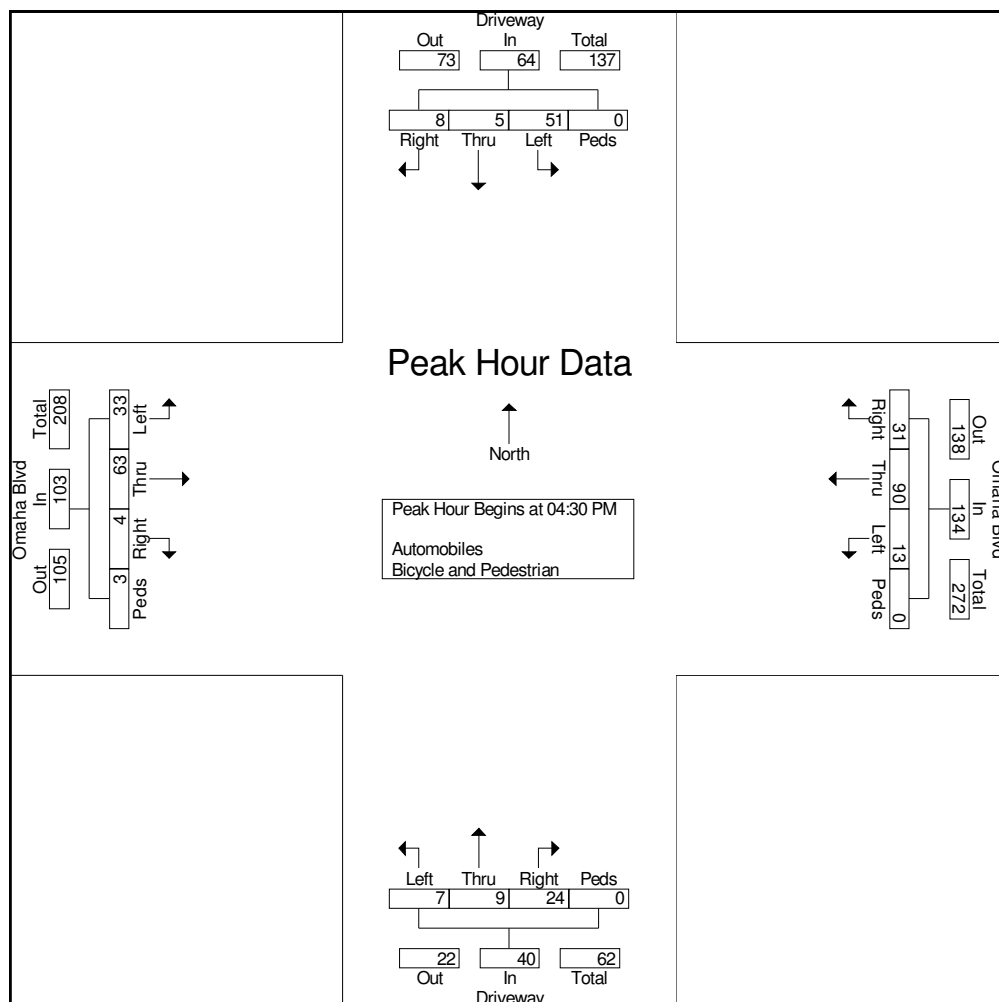 Driveway
Out In Total
73 64 137
8 5 51 0
Right Thru Left Peds
Peak Hour Data
North
Peak Hour Begins at 04:30 PM
Automobiles
Bicycle and Pedestrian
Omaha Blvd
Out In Total
105 103 208
Left Thru Right Peds
33 63 4 3
Omaha Blvd
Out In Total
138 134 272
31 90 13 0
Right Thru Left Peds
Left Thru Right Peds
7 9 24 0
22 40 62
Out In Total
Driveway